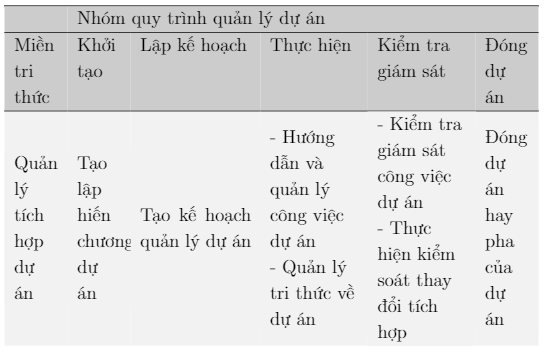 Nhóm quy trình quản lý dự án
Miền tri thức
Khởi tạo
Lập kế hoạch
Thực hiện
Kiểm tra giám sát
Đóng dự án
Quản lý tích hợp dự án
Tạo lập hiến chương dự án
Tạo kế hoạch quản lý dự án
- Hướng dẫn và quản lý công việc dự án
- Quản lý tri thức về dự án
- Kiểm tra giám sát công việc dự án
- Thực hiện kiểm soát thay đổi tích hợp
Đóng dự án hay pha của dự án